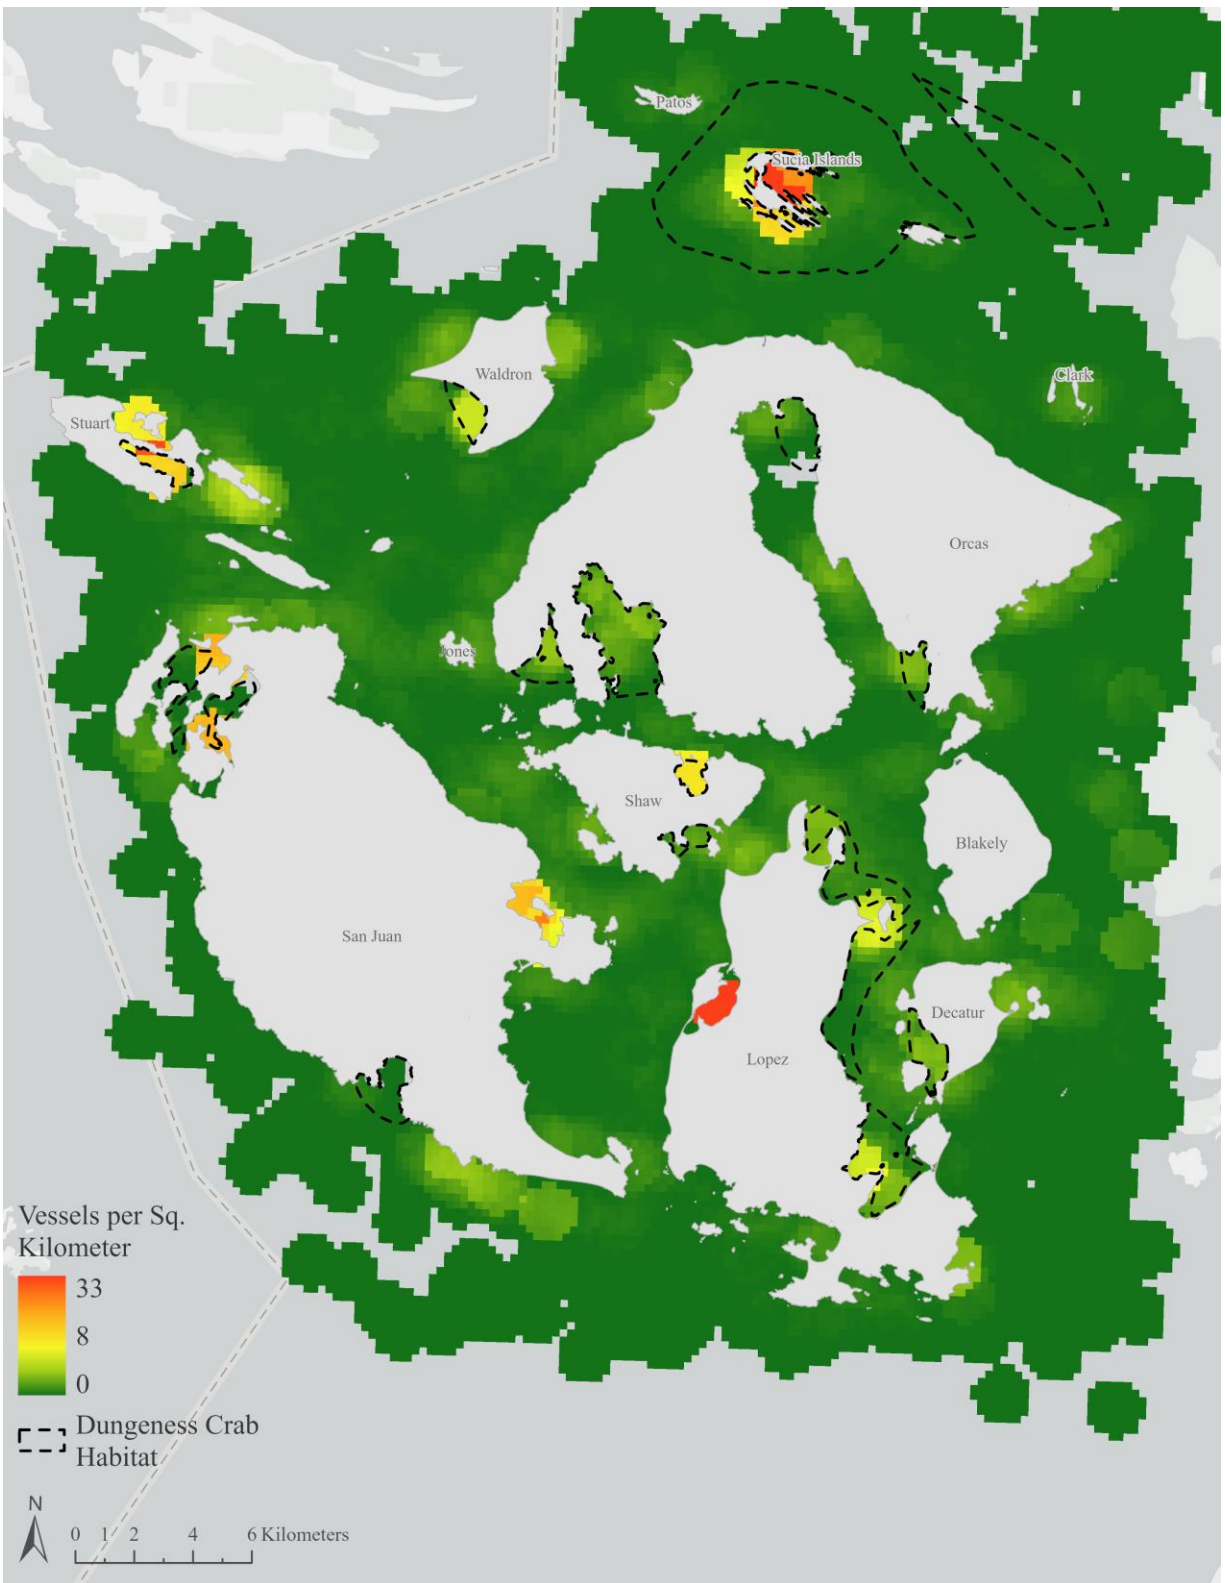 Patos
Sucia Islands
Waldron
Clark
Stuart
Orcas
Jones
Shaw
Blakely
San Juan
Decatur
Lopez
Vessels per Sq.
Kilometer
33
8
0
Dungeness Crab
Habitat
N
0 1 2 4 6 Kilometers